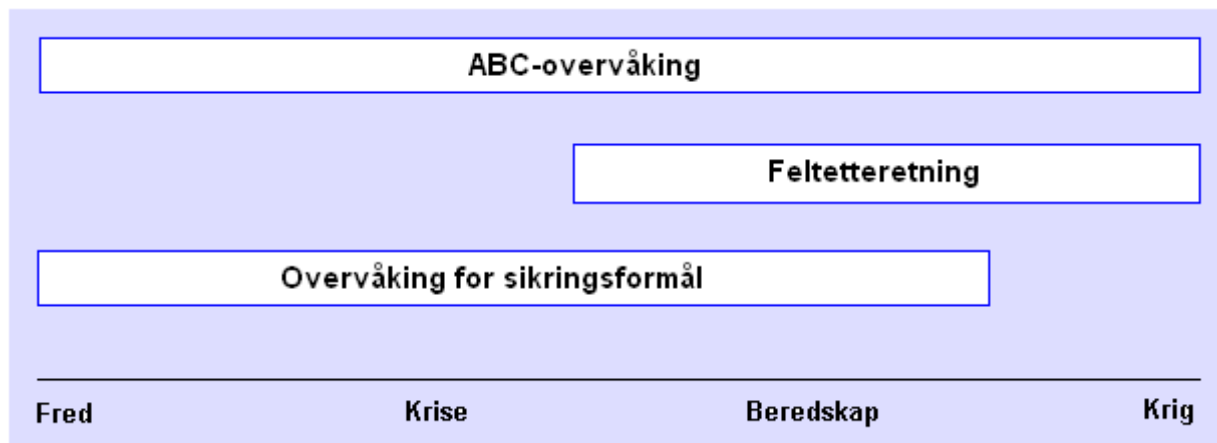 ABC-overvåking
Feltetteretning
Overvåking for sikringsformål
Fred Krise Beredskap Krig